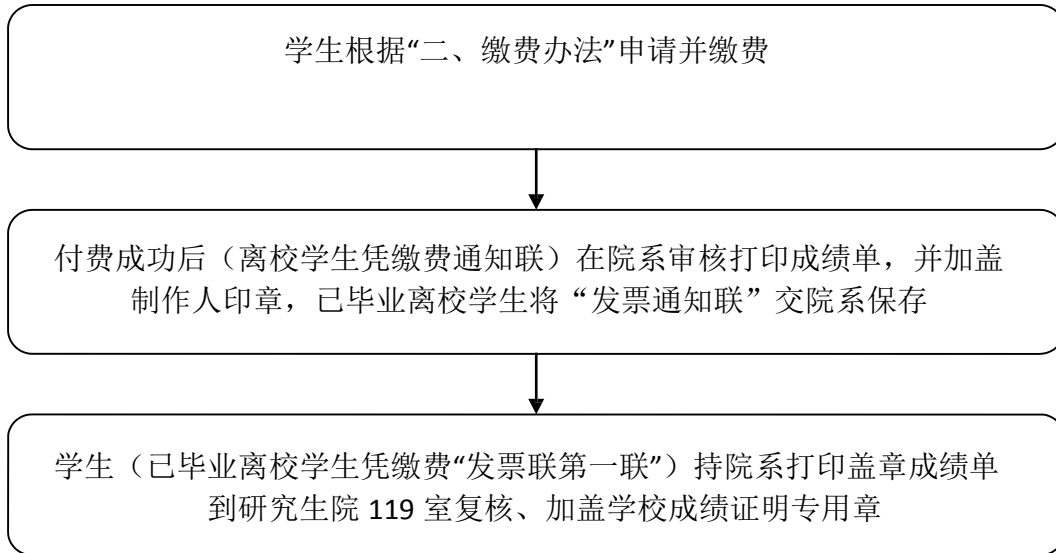 学生根据“二、缴费办法”申请并缴费
付费成功后（离校学生凭缴费通知联）在院系审核打印成绩单，并加盖
制作人印章，已毕业离校学生将“发票通知联”交院系保存
学生（已毕业离校学生凭缴费“发票联第一联”）持院系打印盖章成绩单
到研究生院 119 室复核、加盖学校成绩证明专用章